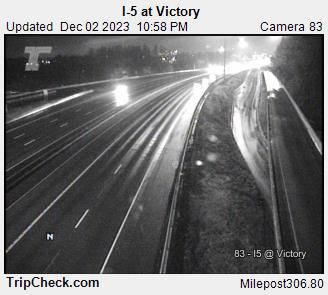 I-5 at Victory
Updated  Dec 02 2023  10:58 PM    Camera 83
T
N
83 - I5 @ Victory
TripCheck.com    Milepost306.80